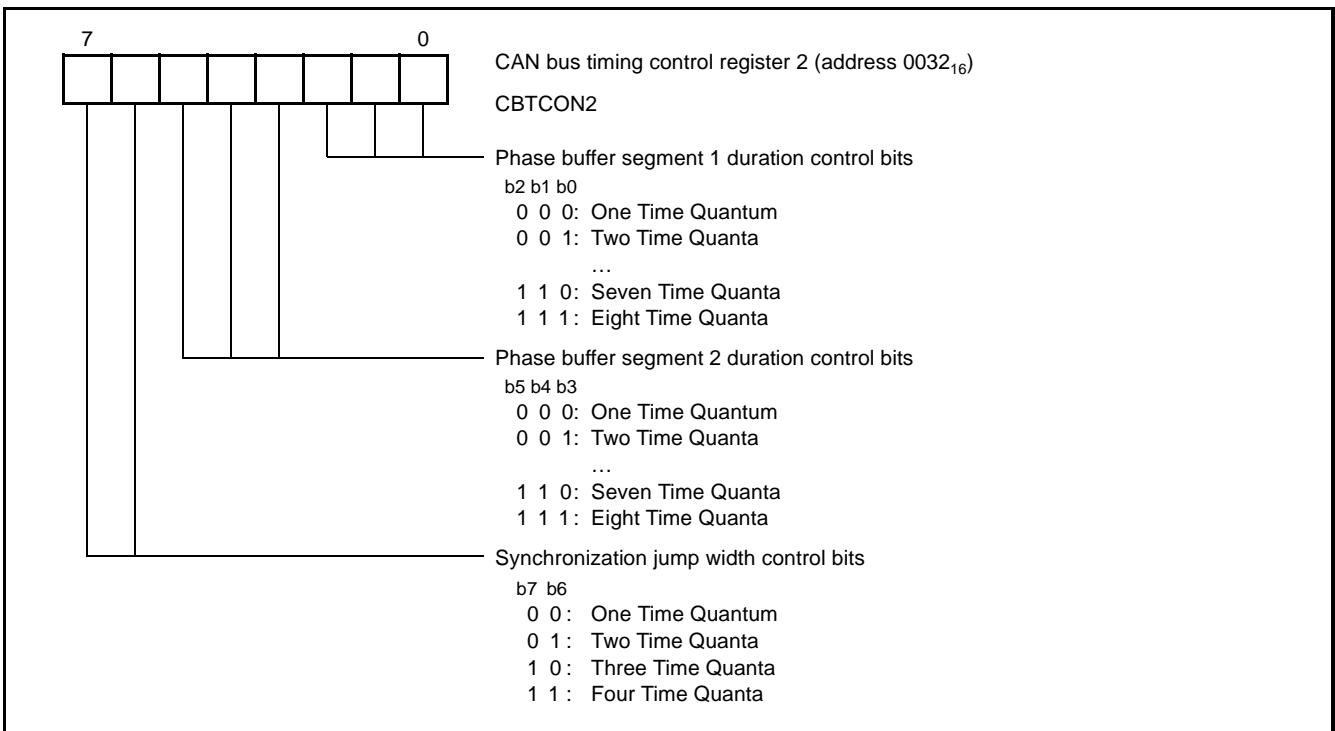 7 0
CAN bus timing control register 2 (address 0032₁₆)
CBTCON2
Phase buffer segment 1 duration control bits
b2 b1 b0
0 0 0: One Time Quantum
0 0 1: Two Time Quanta
…
1 1 0: Seven Time Quanta
1 1 1: Eight Time Quanta
Phase buffer segment 2 duration control bits
b5 b4 b3
0 0 0: One Time Quantum
0 0 1: Two Time Quanta
…
1 1 0: Seven Time Quanta
1 1 1: Eight Time Quanta
Synchronization jump width control bits
b7 b6
0 0 : One Time Quantum
0 1 : Two Time Quanta
1 0 : Three Time Quanta
1 1 : Four Time Quanta